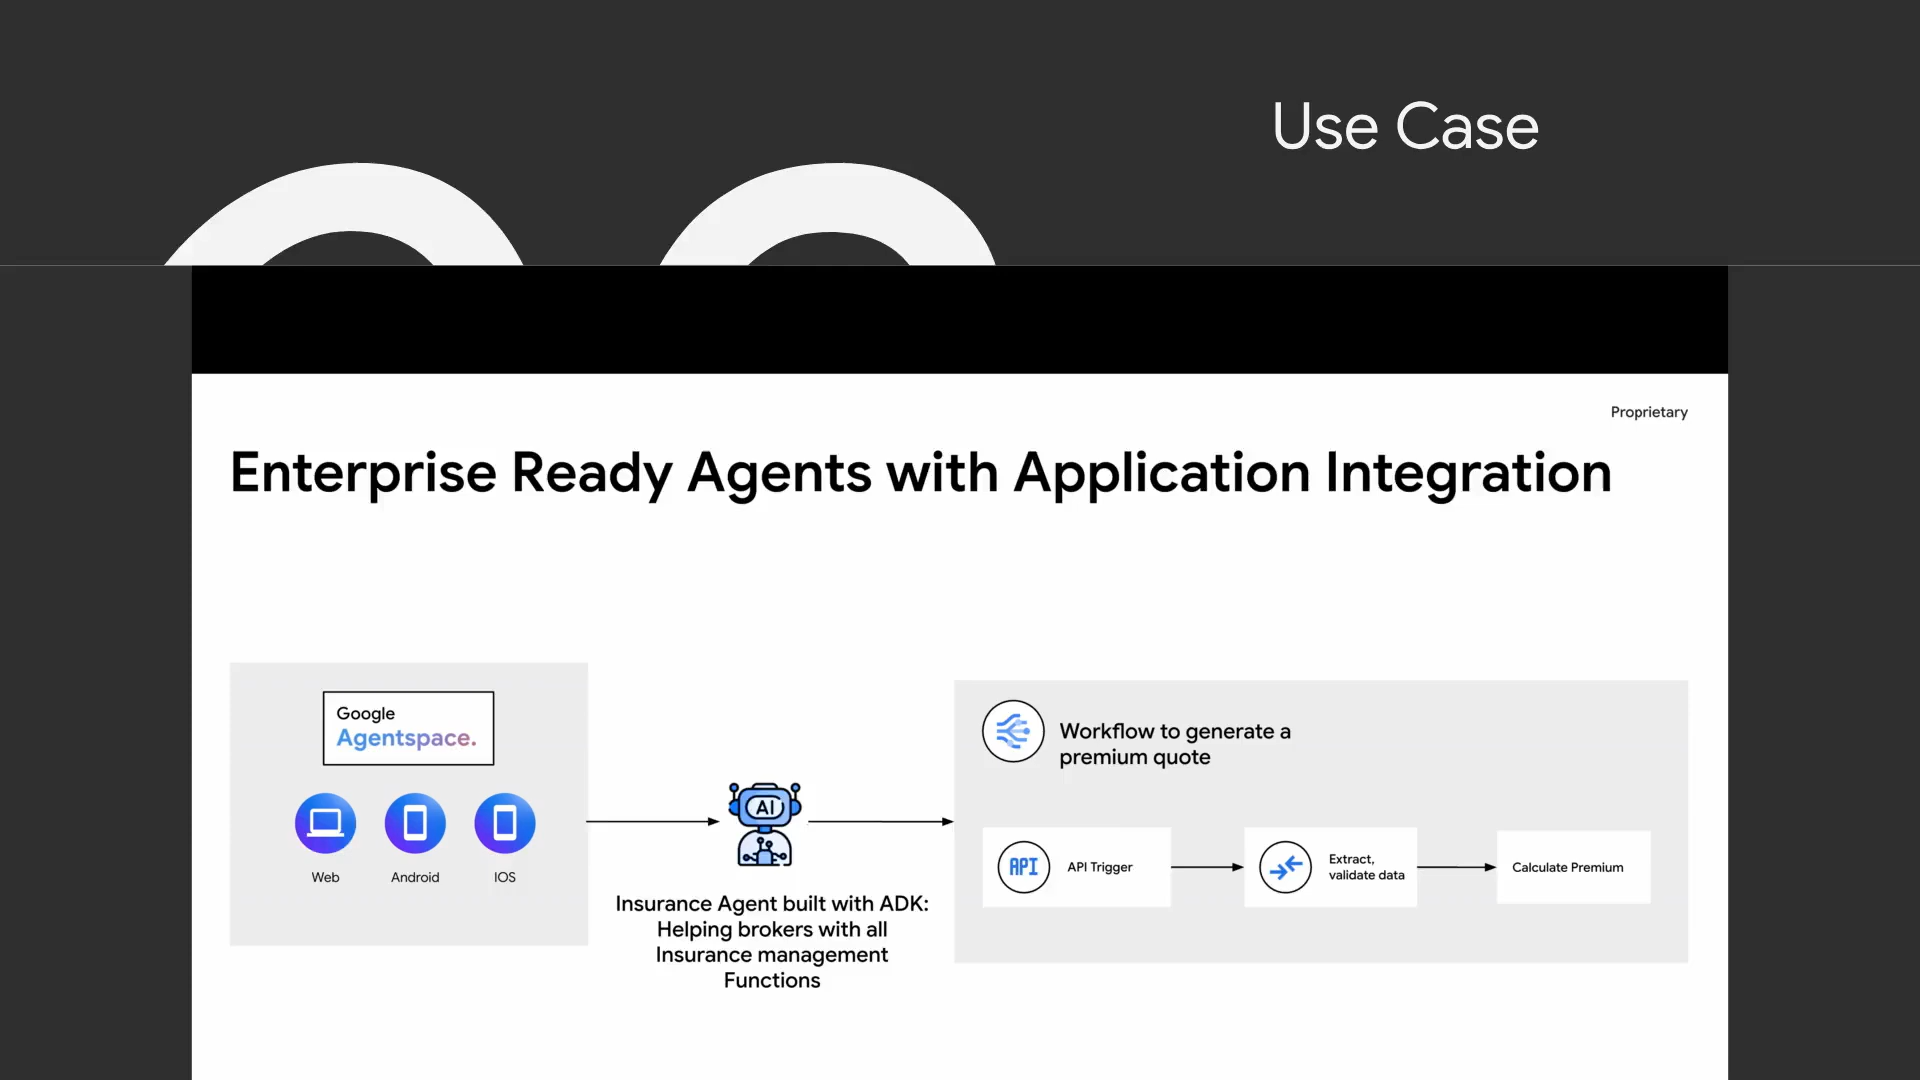 Use Case
Proprietary
Enterprise Ready Agents with Application Integration
Google
Agentspace.
Web
Android
IOS
AI
Insurance Agent built with ADK:
Helping brokers with all
Insurance management
Functions
Workflow to generate a
premium quote
API
API Trigger
Extract,
validate data
Calculate Premium